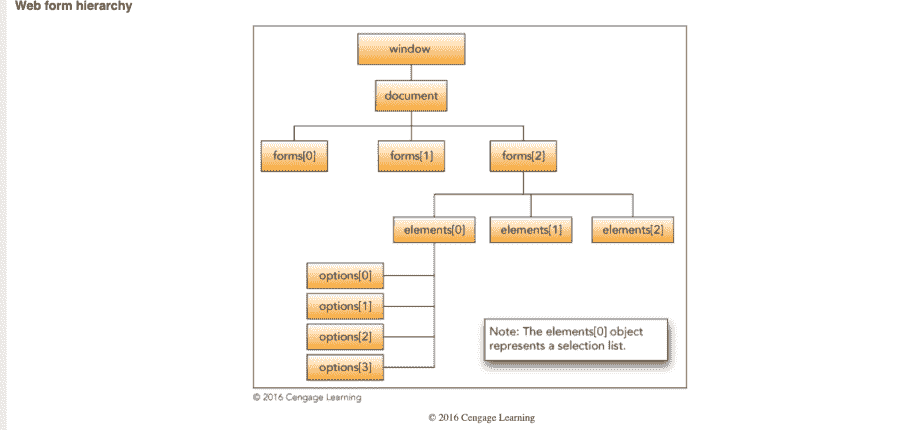 Web form hierarchy
window
document
forms[0]
forms[1]
forms[2]
elements[0]
elements[1]
elements[2]
options[0]
options[1]
options[2]
options[3]
Note: The elements[0] object
represents a selection list.
© 2016 Cengage Learning
© 2016 Cengage Learning